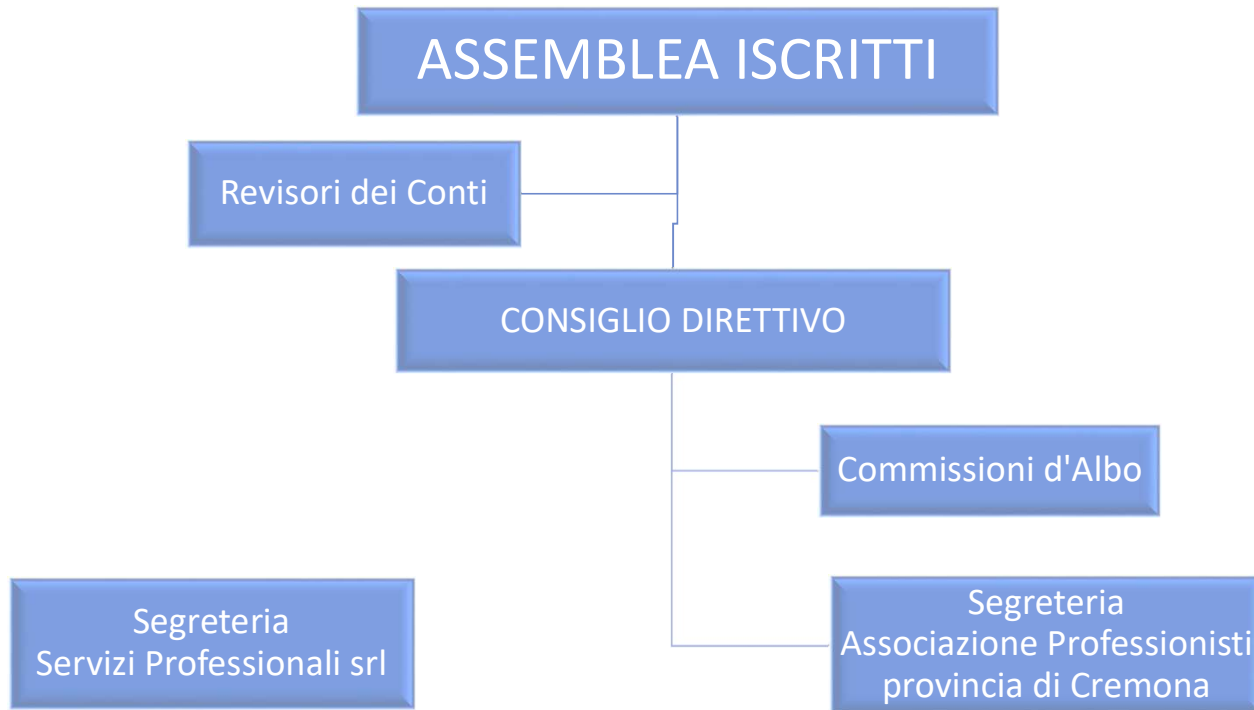 ASSEMBLEA ISCRITTI
Revisori dei Conti
CONSIGLIO DIRETTIVO
Commissioni d'Albo
Segreteria
Servizi Professionali srl
Segreteria
Associazione Professionisti
provincia di Cremona